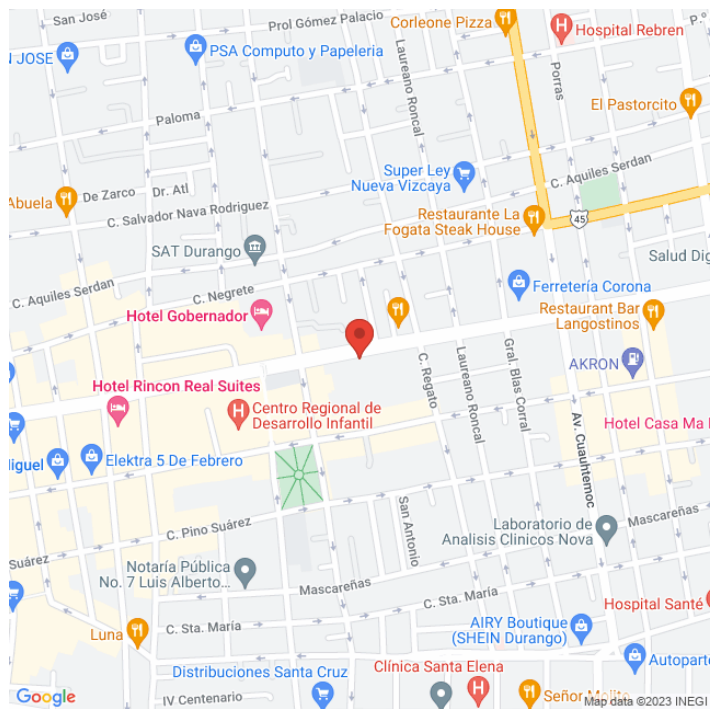 San José
Prol Gómez Palacio
Corleone Pizza
Hospital Rebren
N JOSE
PSA Computo y Papeleria
Laureano Roncal
Porras
P.º
El Pastorcito
Paloma
Super Ley
Nueva Vizcaya
C. Aquiles Serdan
De Zarco
Dr. Atl
Abuela
C. Salvador Nava Rodriguez
Restaurante La
Fogata Steak House
45
SAT Durango
Salud Dig
C. Aquiles Serdan
C. Negrete
Ferretería Corona
Hotel Gobernador
Restaurant Bar
Langostinos
AKRON
Hotel Rincon Real Suites
C. Regato
Laureano Roncal
Gral. Blas Corral
Centro Regional de
Desarrollo Infantil
Hotel Casa Ma
Av. Cuauhtemoc
liguel
Elektra 5 De Febrero
C. Pino Suárez
San Antonio
Laboratorio de
Analisis Clinicos Nova
Mascareñas
Suárez
Notaría Pública
No. 7 Luis Alberto...
Mascareñas
C. Sta. María
Hospital Santé
C. Sta. María
AIRY Boutique
(SHEIN Durango)
Luna
Distribuciones Santa Cruz
Clínica Santa Elena
Autoparte
IV Centenario
Señor Mojito
Google
Map data ©2023 INEGI